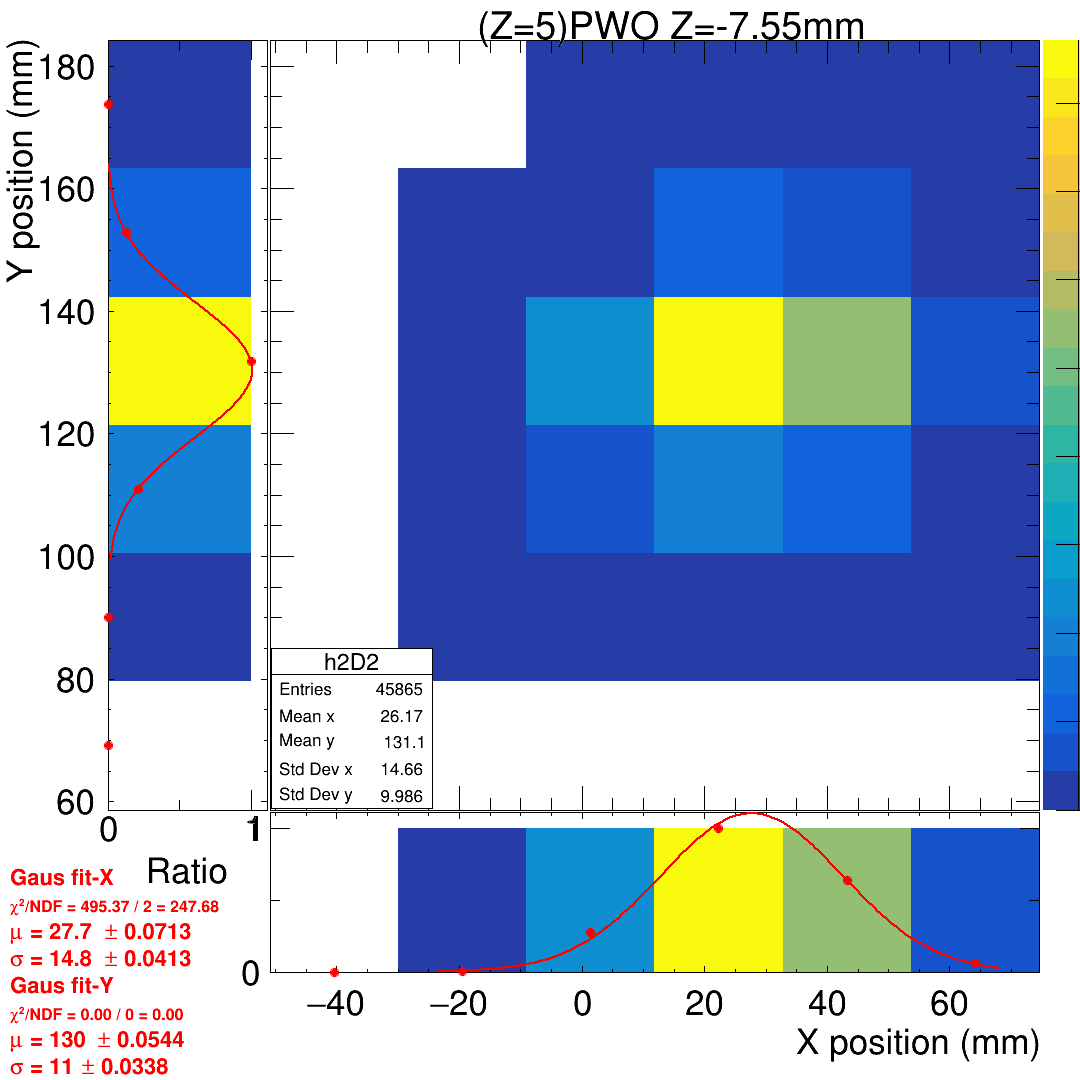 (Z=5)PWO Z=-7.55mm
Y position (mm)
180
160
140
120
100
80
60
0
1
Ratio
h2D2
Entries 45865
Mean x 26.17
Mean y 131.1
Std Dev x 14.66
Std Dev y 9.986
1
0
−40
−20
0
20
40
60
X position (mm)
Gaus fit-X
χ²/NDF = 495.37 / 2 = 247.68
μ = 27.7 ± 0.0713
σ = 14.8 ± 0.0413
Gaus fit-Y
χ²/NDF = 0.00 / 0 = 0.00
μ = 130 ± 0.0544
σ = 11 ± 0.0338